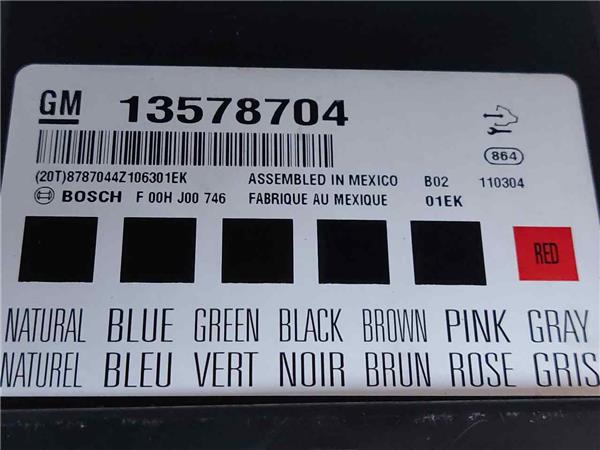 GM 13578704
864
(20T)8787044Z106301EK ASSEMBLED IN MEXICO B02 110304
BOSCH F 00H J00 746 FABRIQUE AU MEXIQUE 01EK
RED
NATURAL BLUE GREEN BLACK BROWN PINK GRAY
NATUREL BLEU VERT NOIR BRUN ROSE GRIS